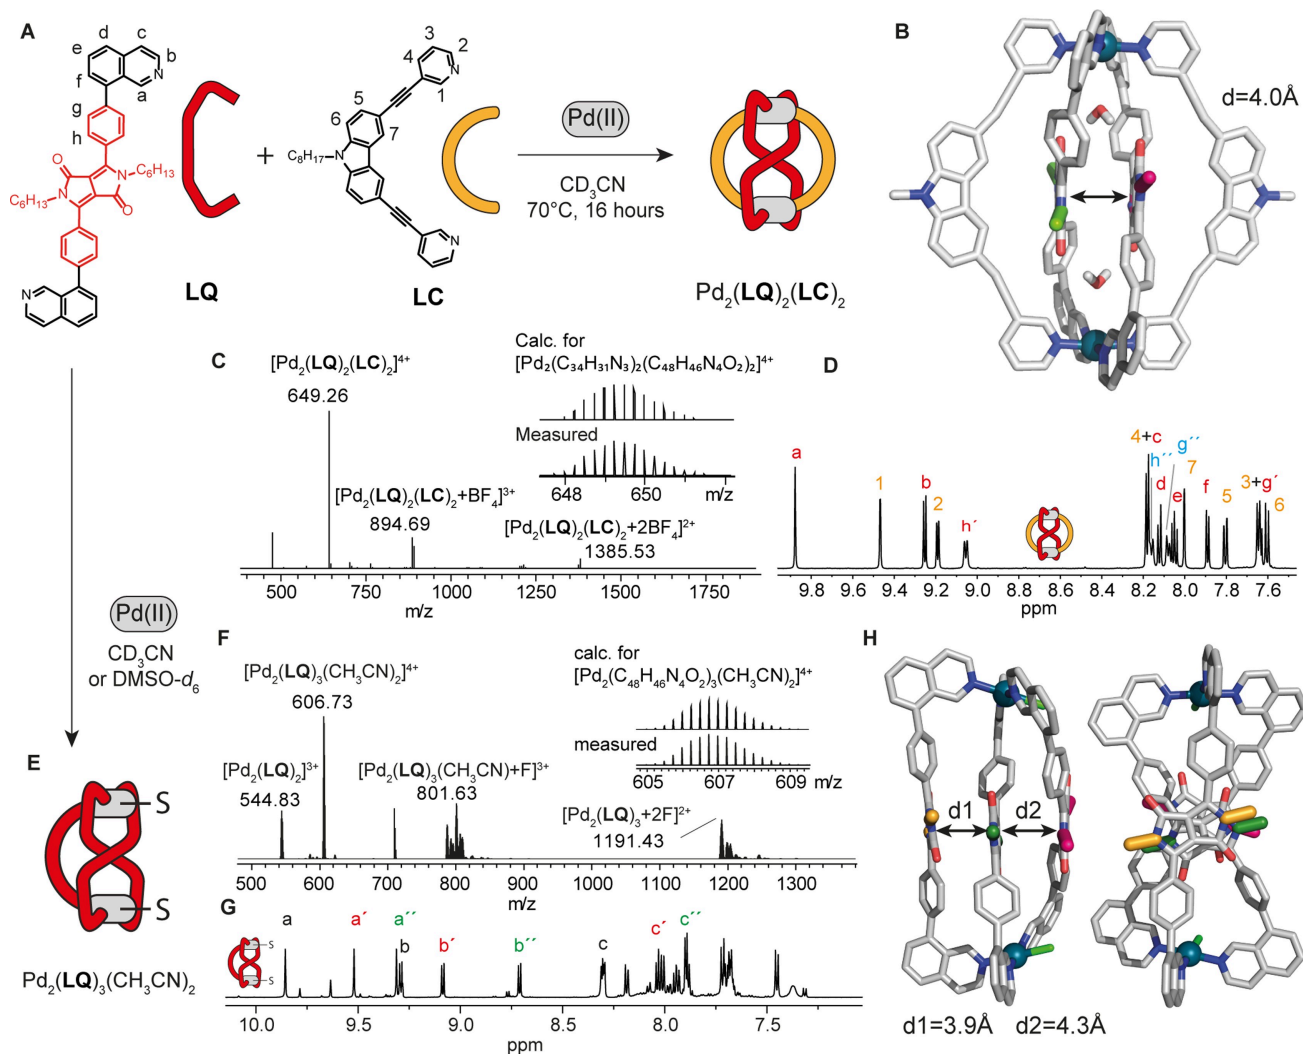 A
d
c
e
b
N
f
a
g
h
O
N-C₆H₁₃
C₆H₁₃-N
O
N
LQ
+
3
4
2
N
1
5
6
7
C₈H₁₇-N
N
LC
Pd(II)
CD₃CN
70°C, 16 hours
Pd₂(LQ)₂(LC)₂
B
d=4.0Å
C
[Pd₂(LQ)₂(LC)₂]⁴⁺
649.26
[Pd₂(LQ)₂(LC)₂+BF₄]³⁺
894.69
[Pd₂(LQ)₂(LC)₂+2BF₄]²⁺
1385.53
Calc. for
[Pd₂(C₃₄H₃₁N₃)₂(C₄₈H₄₆N₄O₂)₂]⁴⁺
Measured
648 650 m/z
500 750 1000 1250 1500 1750
m/z
D
a
1
b
2
h´
4+c
h´´
g´´
d
e
7
f
5
3+g´
6
9.8 9.6 9.4 9.2 9.0 8.8 8.6 8.4 8.2 8.0 7.8 7.6
ppm
Pd(II)
CD₃CN
or DMSO-d₆
E
S
S
Pd₂(LQ)₃(CH₃CN)₂
F
[Pd₂(LQ)₃(CH₃CN)₂]⁴⁺
606.73
[Pd₂(LQ)₂]³⁺
544.83
[Pd₂(LQ)₃(CH₃CN)+F]³⁺
801.63
[Pd₂(LQ)₃+2F]²⁺
1191.43
calc. for
[Pd₂(C₄₈H₄₆N₄O₂)₃(CH₃CN)₂]⁴⁺
measured
605 607 609 m/z
500 600 700 800 900 1000 1100 1200 1300
m/z
G
S
S
a
a´
a´´
b
b´
b´´
c
c´
c´´
10.0 9.5 9.0 8.5 8.0 7.5
ppm
H
d1
d2
d1=3.9Å d2=4.3Å